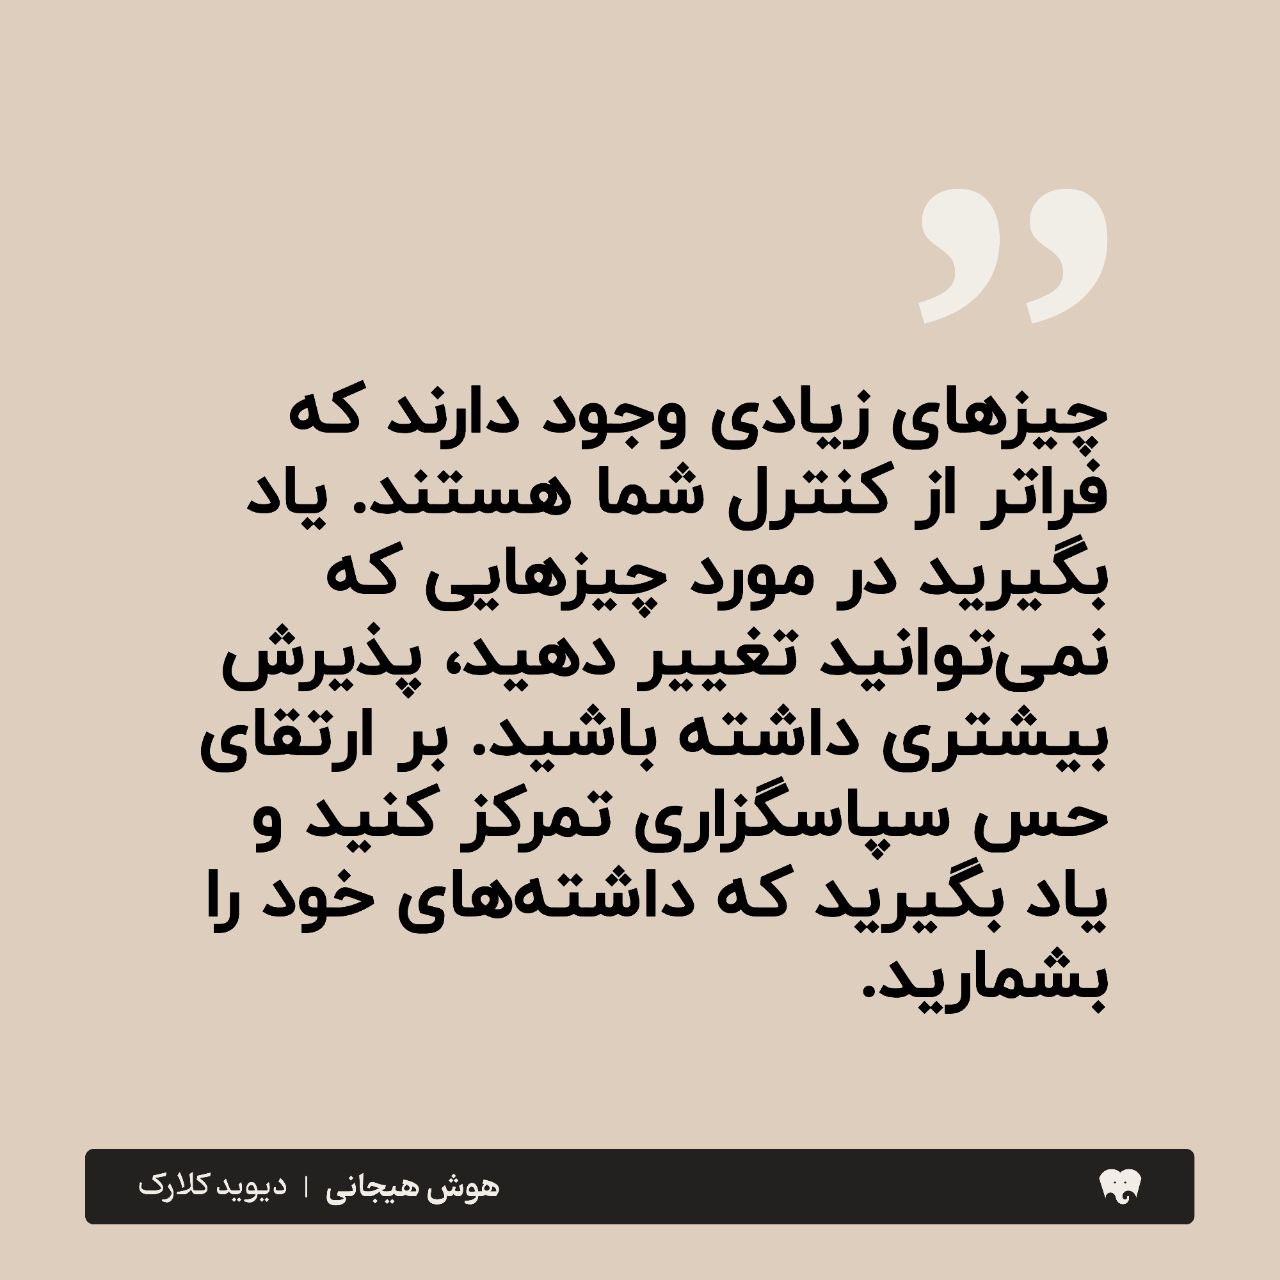 چیزهای زیادی وجود دارند که
فراتر از کنترل شما هستند. یاد
بگیرید در مورد چیزهایی که
نمی‌توانید تغییر دهید، پذیرش
بیشتری داشته باشید. بر ارتقای
حس سپاسگزاری تمرکز کنید و
یاد بگیرید که داشته‌های خود را
بشمارید.
هوش هیجانی | دیوید کلارک